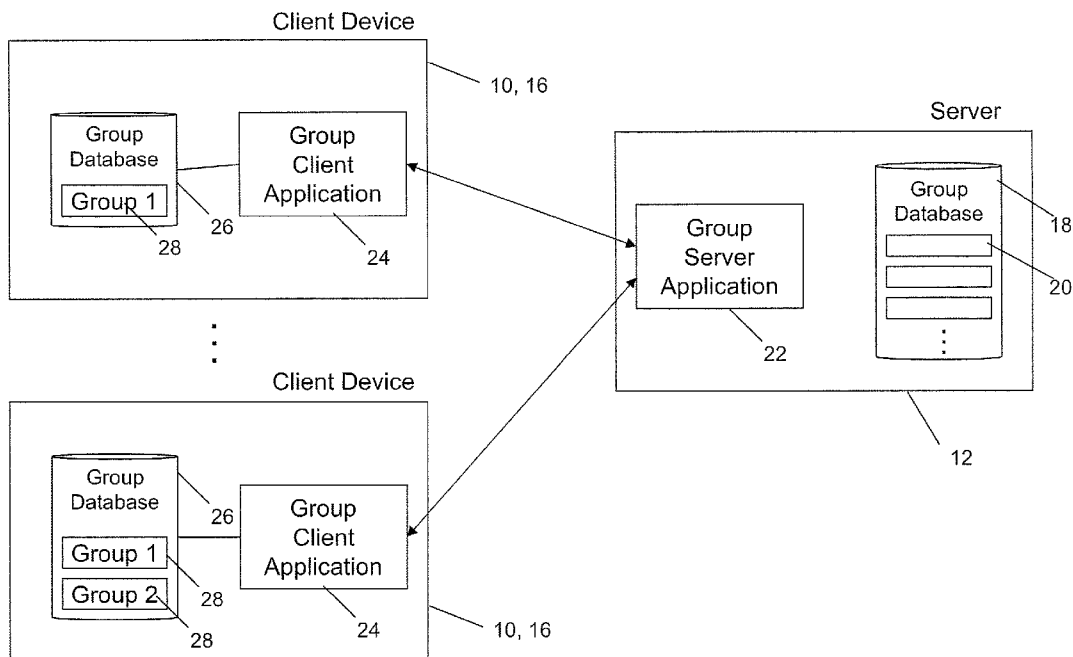 Client Device
10, 16
Group
Database
Group 1
28
26
Group
Client
Application
24
Server
Group
Server
Application
22
Group
Database
18
20
12
Client Device
Group
Database
Group 1
Group 2
26
28
28
Group
Client
Application
24
10, 16